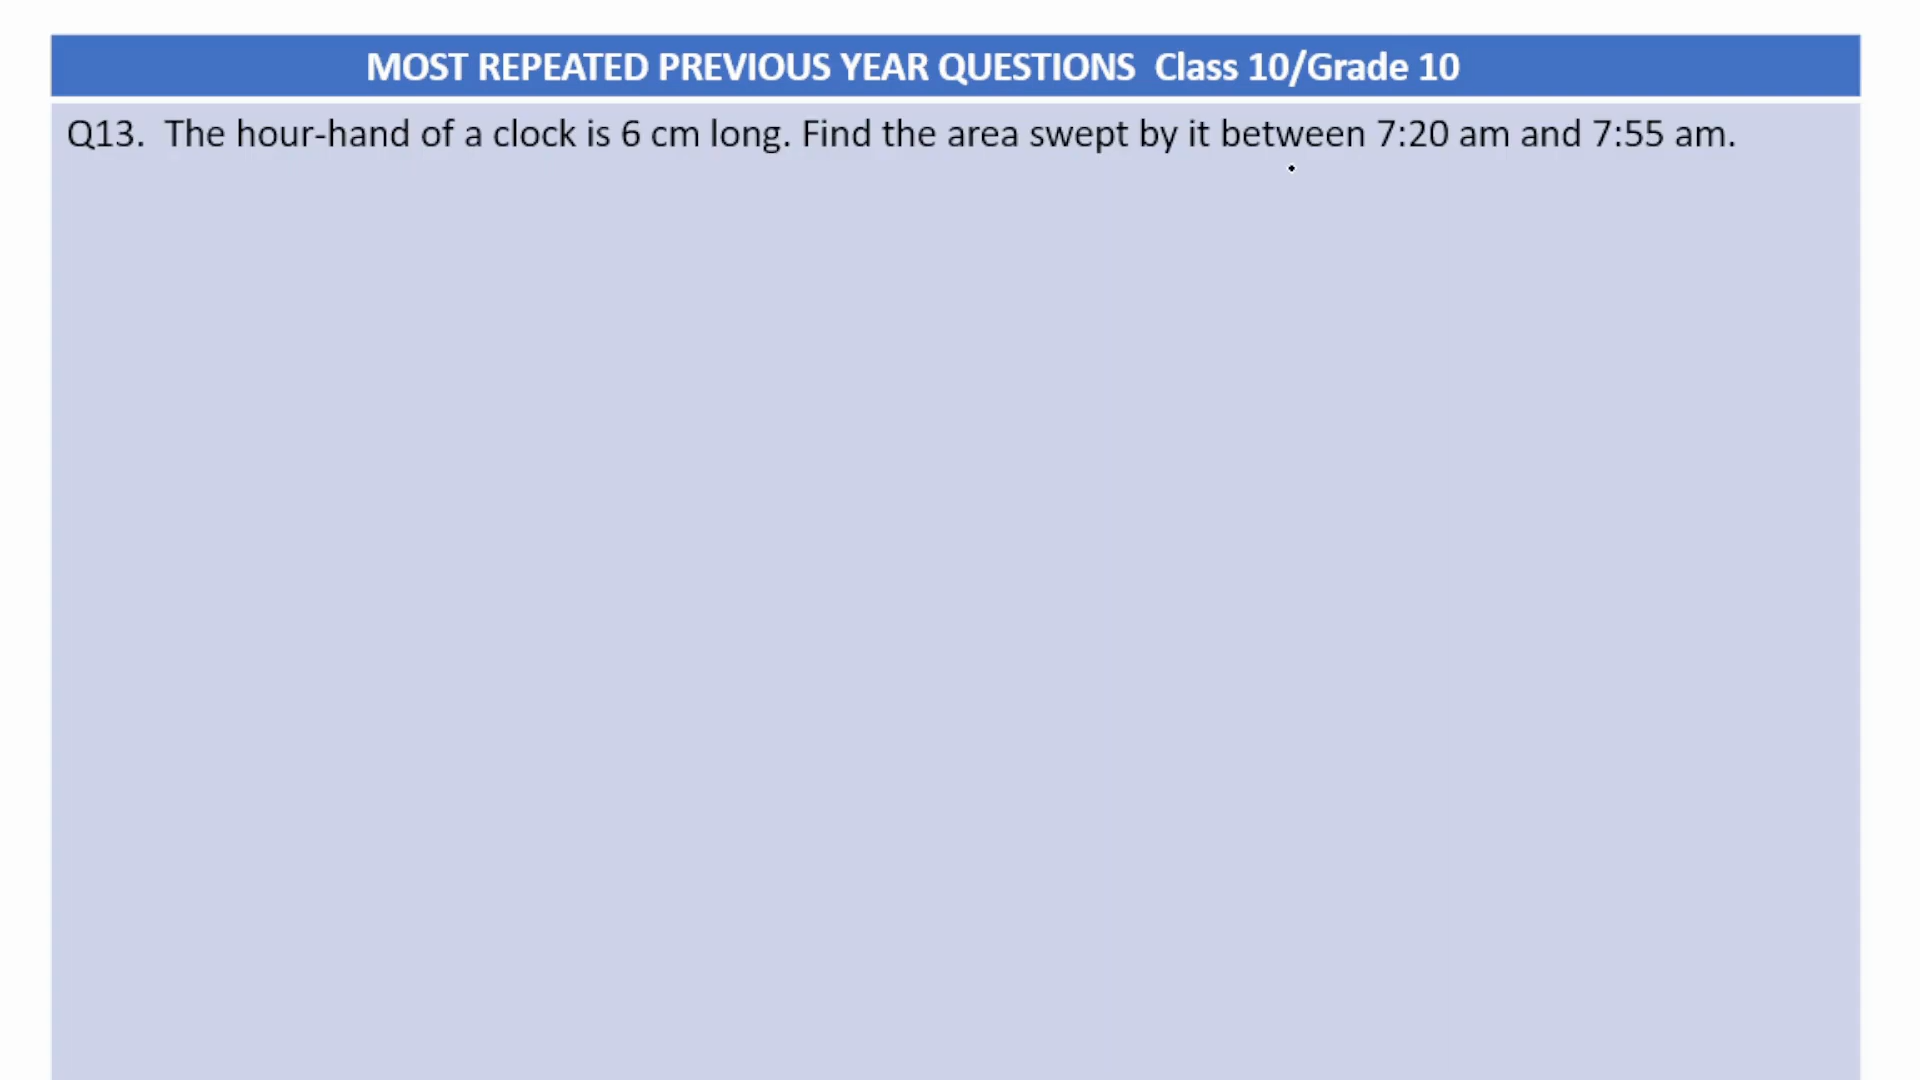 MOST REPEATED PREVIOUS YEAR QUESTIONS Class 10/Grade 10
Q13. The hour-hand of a clock is 6 cm long. Find the area swept by it between 7:20 am and 7:55 am.